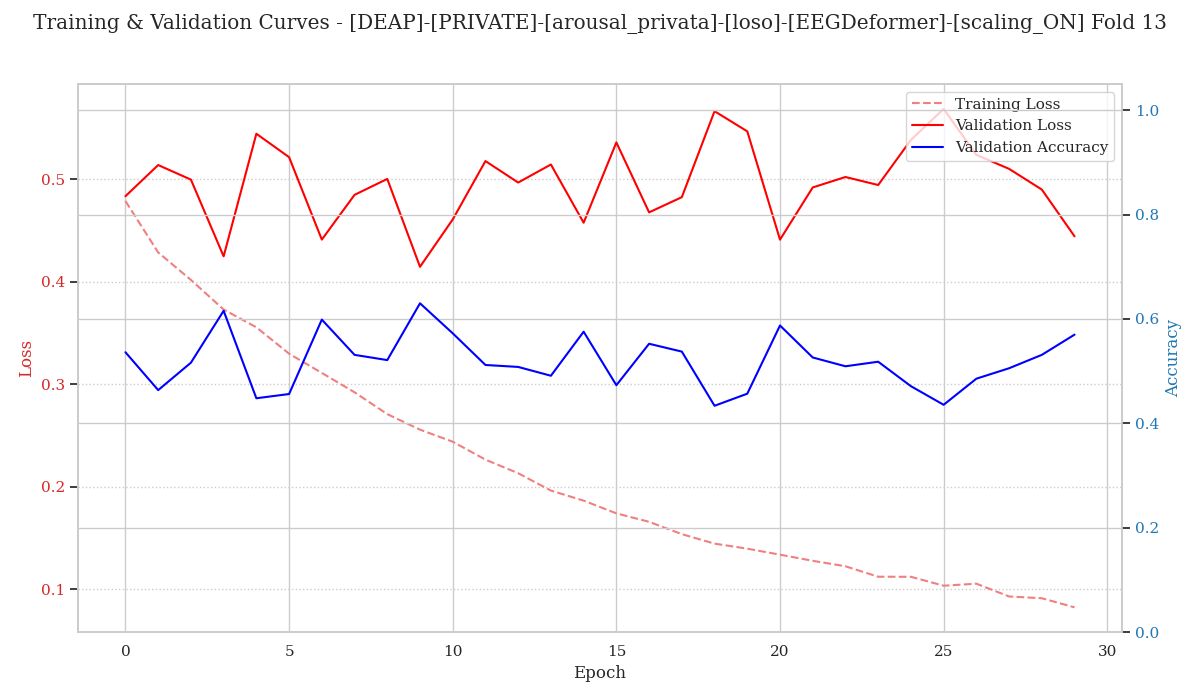 Training & Validation Curves - [DEAP]-[PRIVATE]-[arousal_privata]-[loso]-[EEGDeformer]-[scaling_ON] Fold 13
Training Loss
Validation Loss
Validation Accuracy
0.5
0.4
0.3
0.2
0.1
Loss
1.0
0.8
0.6
0.4
0.2
0.0
Accuracy
0 5 10 15 20 25 30
Epoch